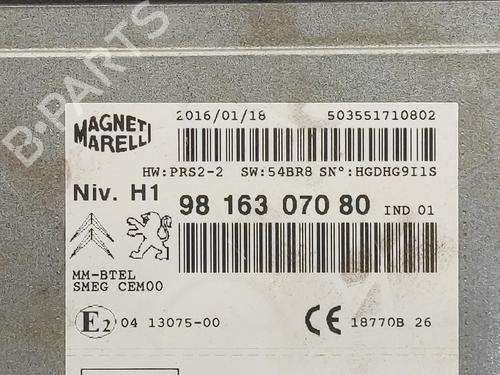 B-PARTS
MAGNETI
MARELLI
2016/01/18 503551710802
HW:PRS2-2 SW:54BR8 SN°:HGDHG9I1S
Niv. H1
98 163 070 80 IND 01
MM-BTEL
SMEG CEM00
E2 04 13075-00
CE 18770B 26